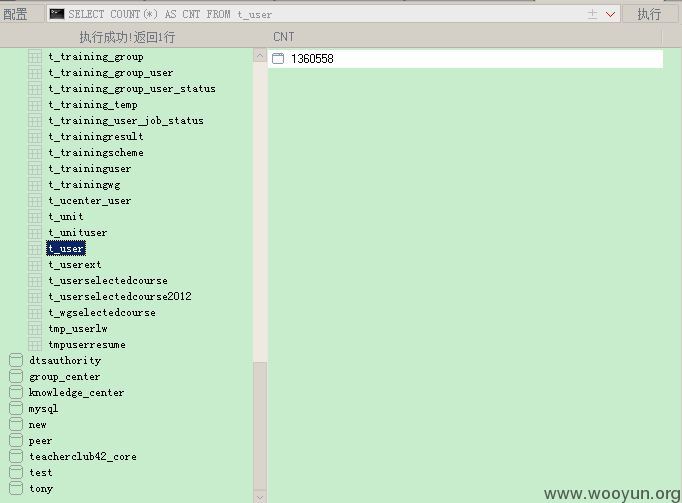 配置
SELECT COUNT(*) AS CNT FROM t_user
执行
执行成功!返回1行
CNT
t_training_group
t_training_group_user
t_training_group_user_status
t_training_temp
t_training_user_job_status
t_trainingresult
t_trainingscheme
t_traininguser
t_trainingwg
t_ucenter_user
t_unit
t_unituser
t_user
t_userext
t_userselectedcourse
t_userselectedcourse2012
t_wgselectedcourse
tmp_userlw
tmpuserresume
dtsauthority
group_center
knowledge_center
mysql
new
peer
teacherclub42_core
test
tony
1360558
www.wooyun.org